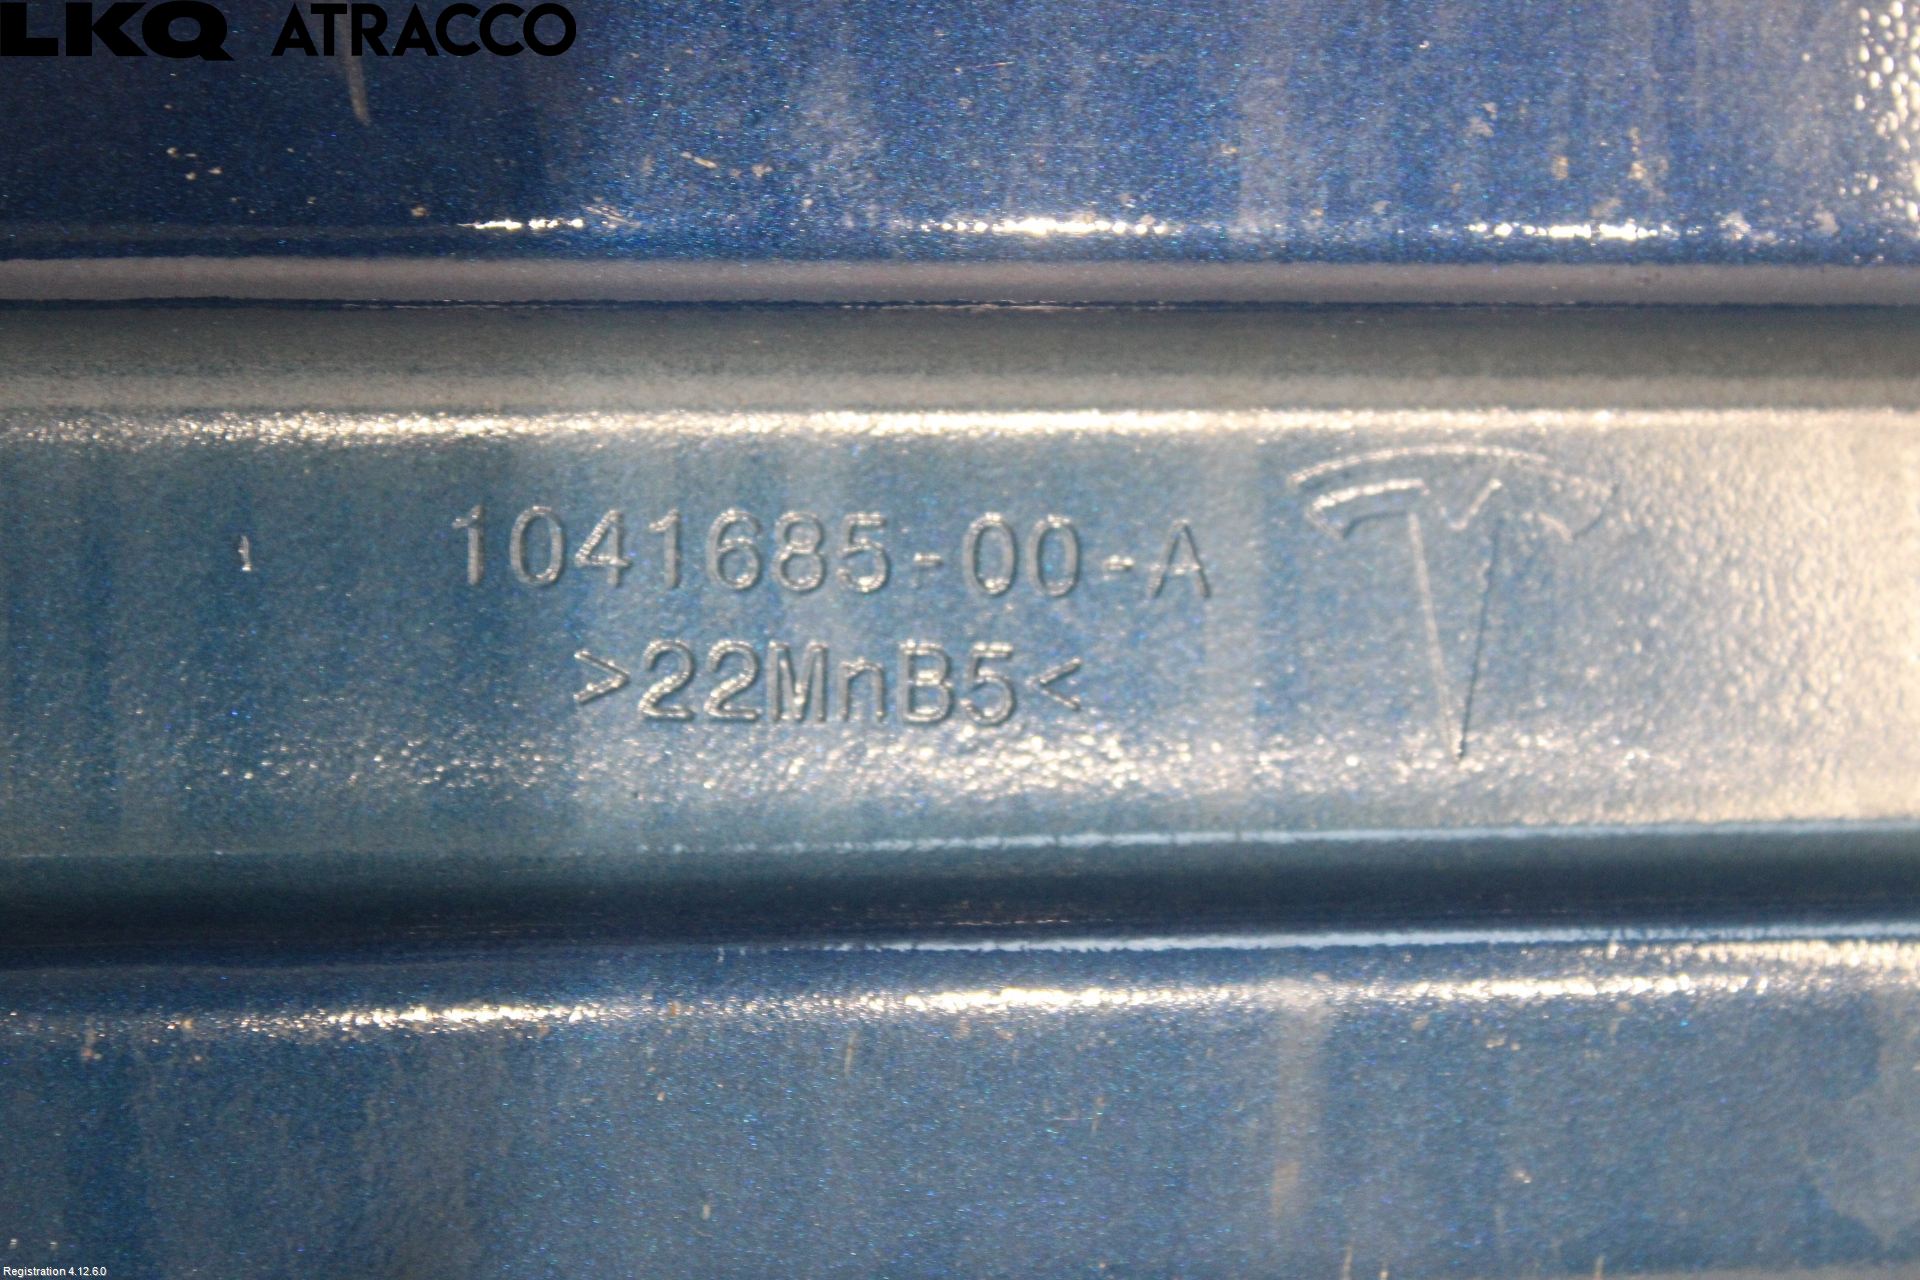 LKQ ATRACCO
1041685-00-A
>22MnB5<
Registration 4.12.6.0